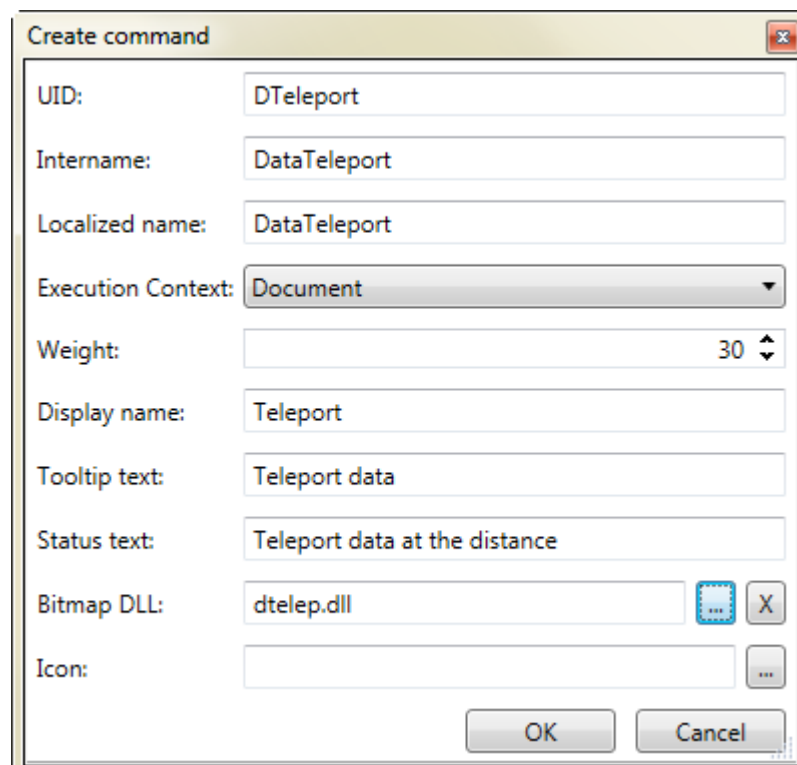 Create command
UID: DTeleport
Intername: DataTeleport
Localized name: DataTeleport
Execution Context: Document
Weight: 30
Display name: Teleport
Tooltip text: Teleport data
Status text: Teleport data at the distance
Bitmap DLL: dtelep.dll ... X
Icon: ...
OK Cancel